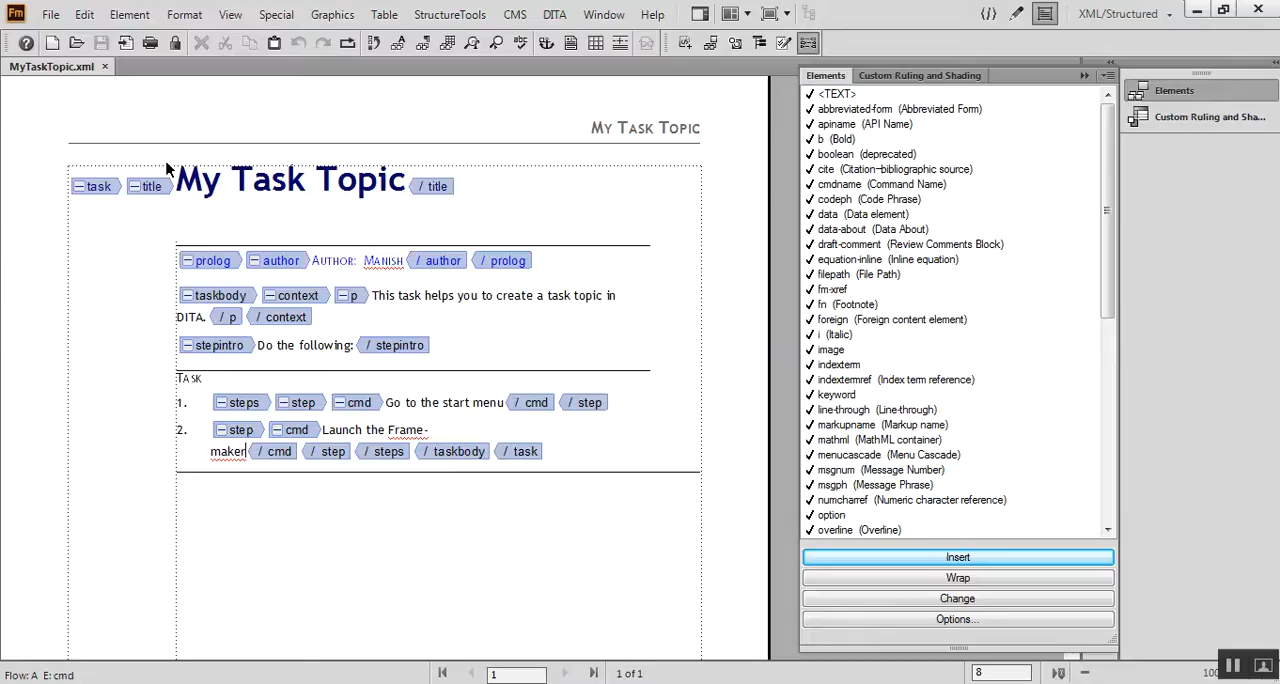 Fm File Edit Element Format View Special Graphics Table StructureTools CMS DITA Window Help XML/Structured
MyTaskTopic.xml ×
MY TASK TOPIC
task title My Task Topic / title
prolog author AUTHOR: MANISH / author / prolog
taskbody context p This task helps you to create a task topic in
DITA. / p / context
stepintro Do the following: / stepintro
TASK
1. steps step cmd Go to the start menu / cmd / step
2. step cmd Launch the Frame-
maker / cmd / step / steps / taskbody / task
Elements Custom Ruling and Shading
<TEXT>
abbreviated-form (Abbreviated Form)
apiname (API Name)
b (Bold)
boolean (deprecated)
cite (Citation-bibliographic source)
cmdname (Command Name)
codeph (Code Phrase)
data (Data element)
data-about (Data About)
draft-comment (Review Comments Block)
equation-inline (Inline equation)
filepath (File Path)
fm-xref
fn (Footnote)
foreign (Foreign content element)
i (Italic)
image
indexterm
indextermref (Index term reference)
keyword
line-through (Line-through)
markupname (Markup name)
mathml (MathML container)
menucascade (Menu Cascade)
msgnum (Message Number)
msgph (Message Phrase)
numcharref (Numeric character reference)
option
overline (Overline)
Insert
Wrap
Change
Options...
Elements
Custom Ruling and Sha...
Flow: A E: cmd 1 1 of 1 8 100